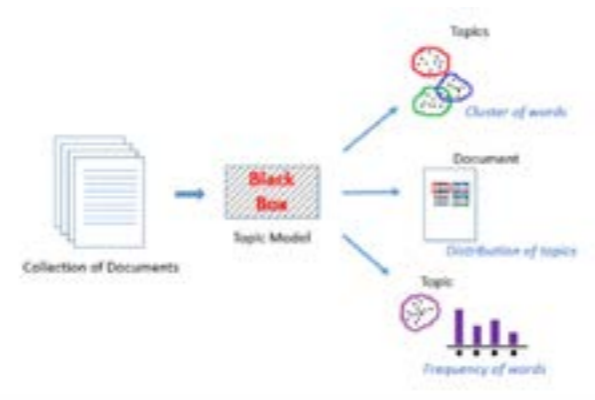 Topics
Cluster of words
Document
Black
Box
Topic Model
Collection of Documents
Distribution of topics
Topic
Frequency of words